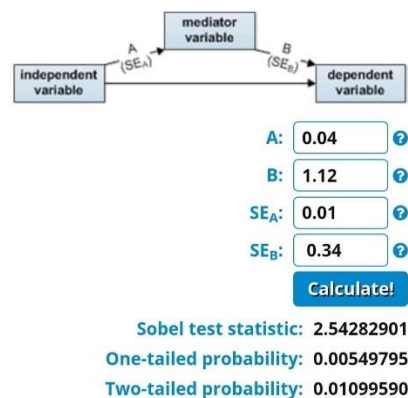 mediator
variable
A
(SEA)
B
(SEB)
independent
variable
dependent
variable
A: 0.04 ?
B: 1.12 ?
SEA: 0.01 ?
SEB: 0.34 ?
Calculate!
Sobel test statistic: 2.54282901
One-tailed probability: 0.00549795
Two-tailed probability: 0.01099590